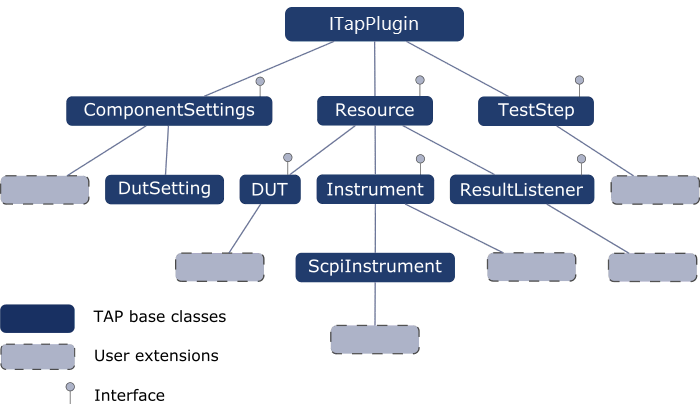 ITapPlugin
ComponentSettings
Resource
TestStep
DutSetting
DUT
Instrument
ResultListener
ScpiInstrument
TAP base classes
User extensions
Interface